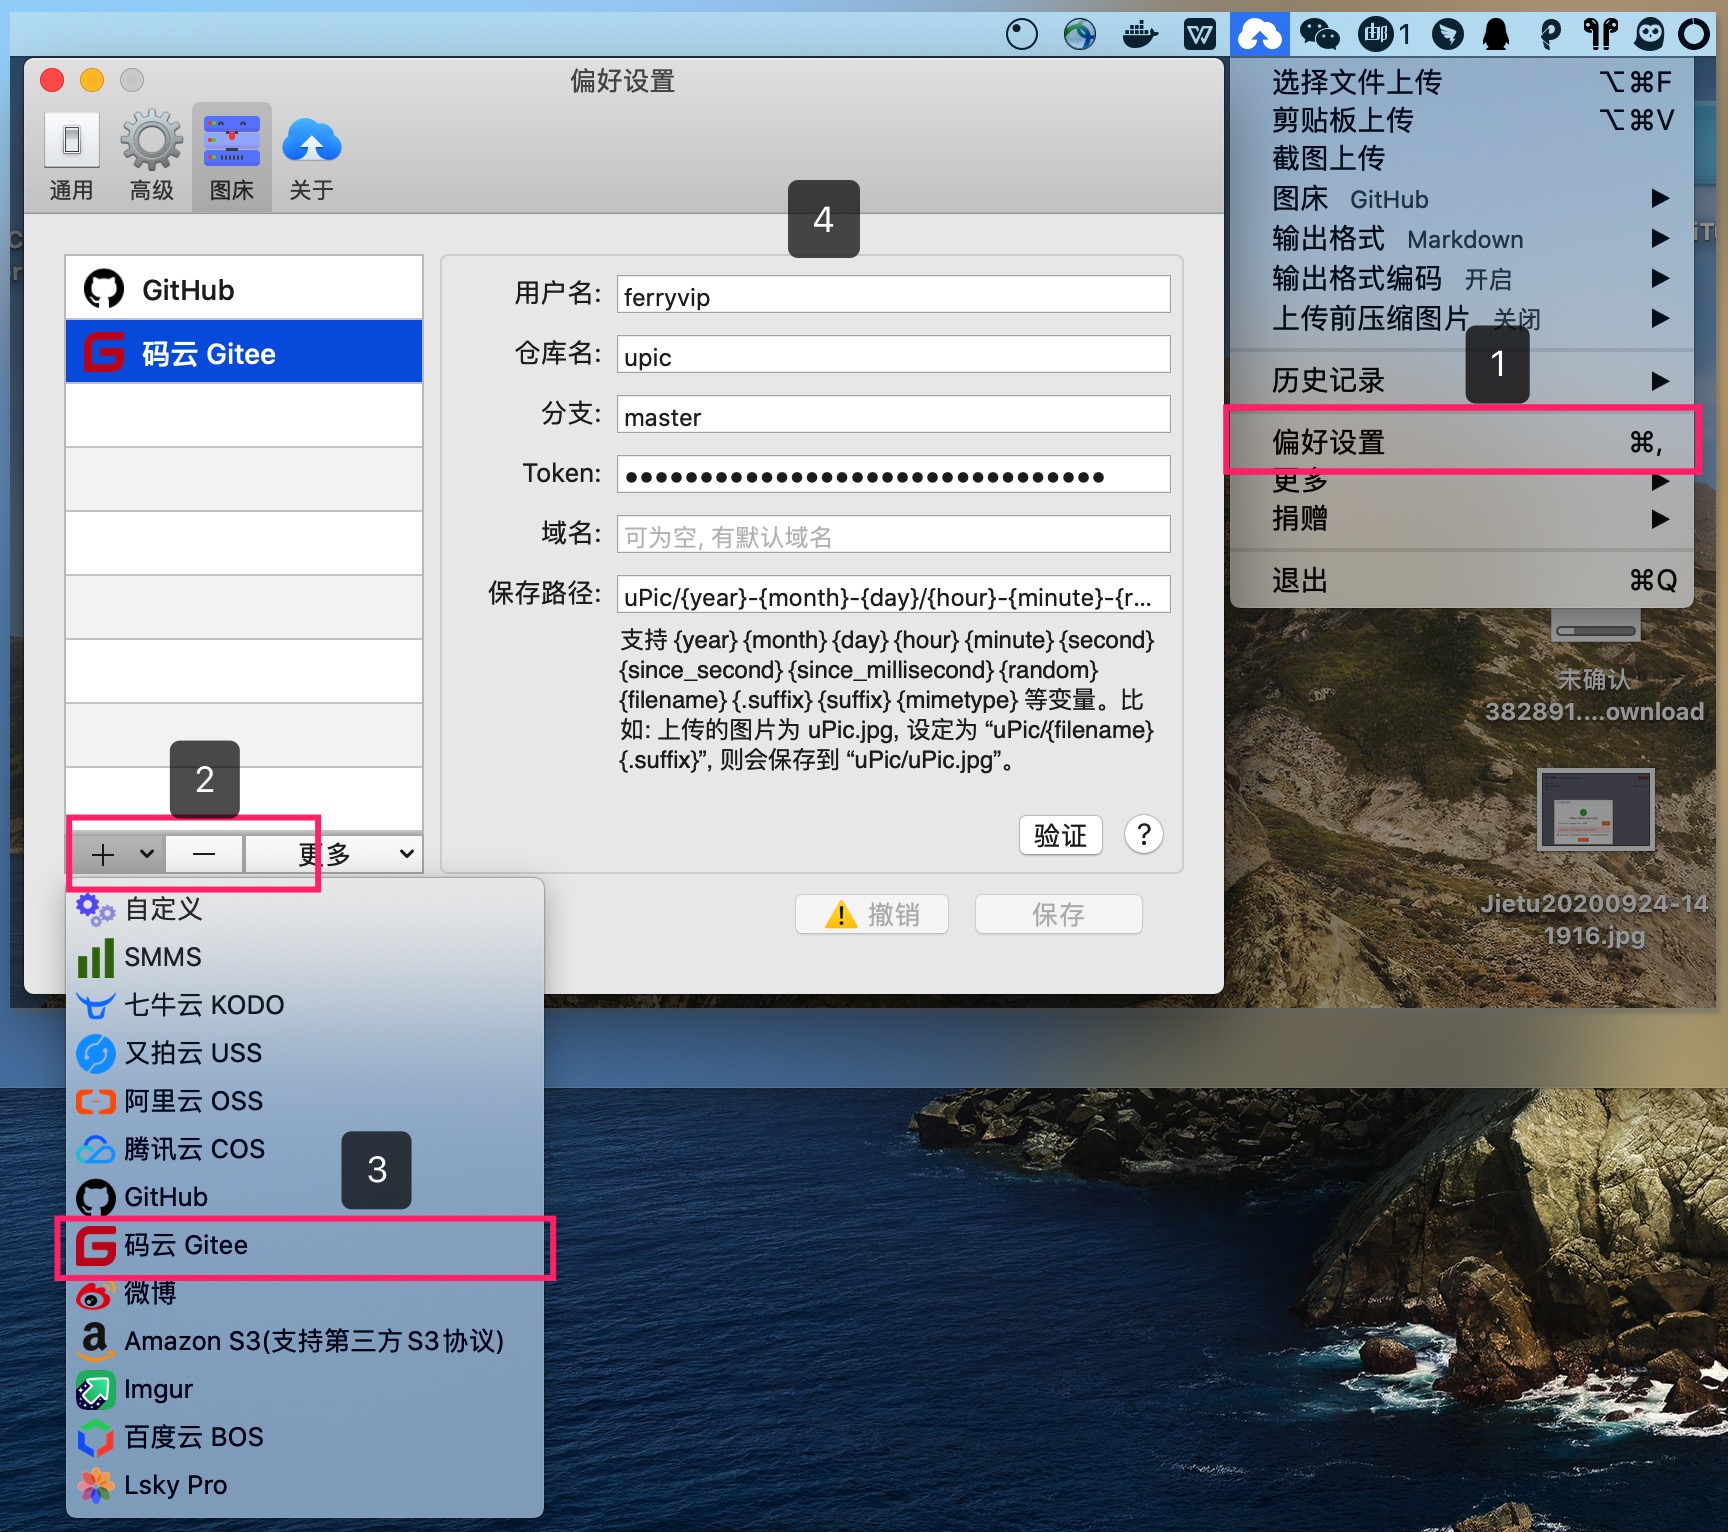 1
偏好设置
通用
高级
图床
关于
选择文件上传 ⌥⌘F
剪贴板上传 ⌥⌘V
截图上传
图床 GitHub
输出格式 Markdown
输出格式编码 开启
上传前压缩图片 关闭
历史记录
1
偏好设置 ⌘,
更多
捐赠
退出 ⌘Q
4
GitHub
码云 Gitee
用户名: ferryvip
仓库名: upic
分支: master
Token: ●●●●●●●●●●●●●●●●●●●●●●●●●●●●●●●●
域名: 可为空, 有默认域名
保存路径: uPic/{year}-{month}-{day}/{hour}-{minute}-{r...
支持 {year} {month} {day} {hour} {minute} {second}
{since_second} {since_millisecond} {random}
{filename} {.suffix} {suffix} {mimetype} 等变量。比
如: 上传的图片为 uPic.jpg, 设定为 “uPic/{filename}
{.suffix}”, 则会保存到 “uPic/uPic.jpg”。
验证 ?
撤销
保存
2
更多
自定义
SMMS
七牛云 KODO
又拍云 USS
阿里云 OSS
腾讯云 COS
3
GitHub
码云 Gitee
微博
Amazon S3(支持第三方S3协议)
Imgur
百度云 BOS
Lsky Pro
未确认
382891....ownload
Jietu20200924-14
1916.jpg